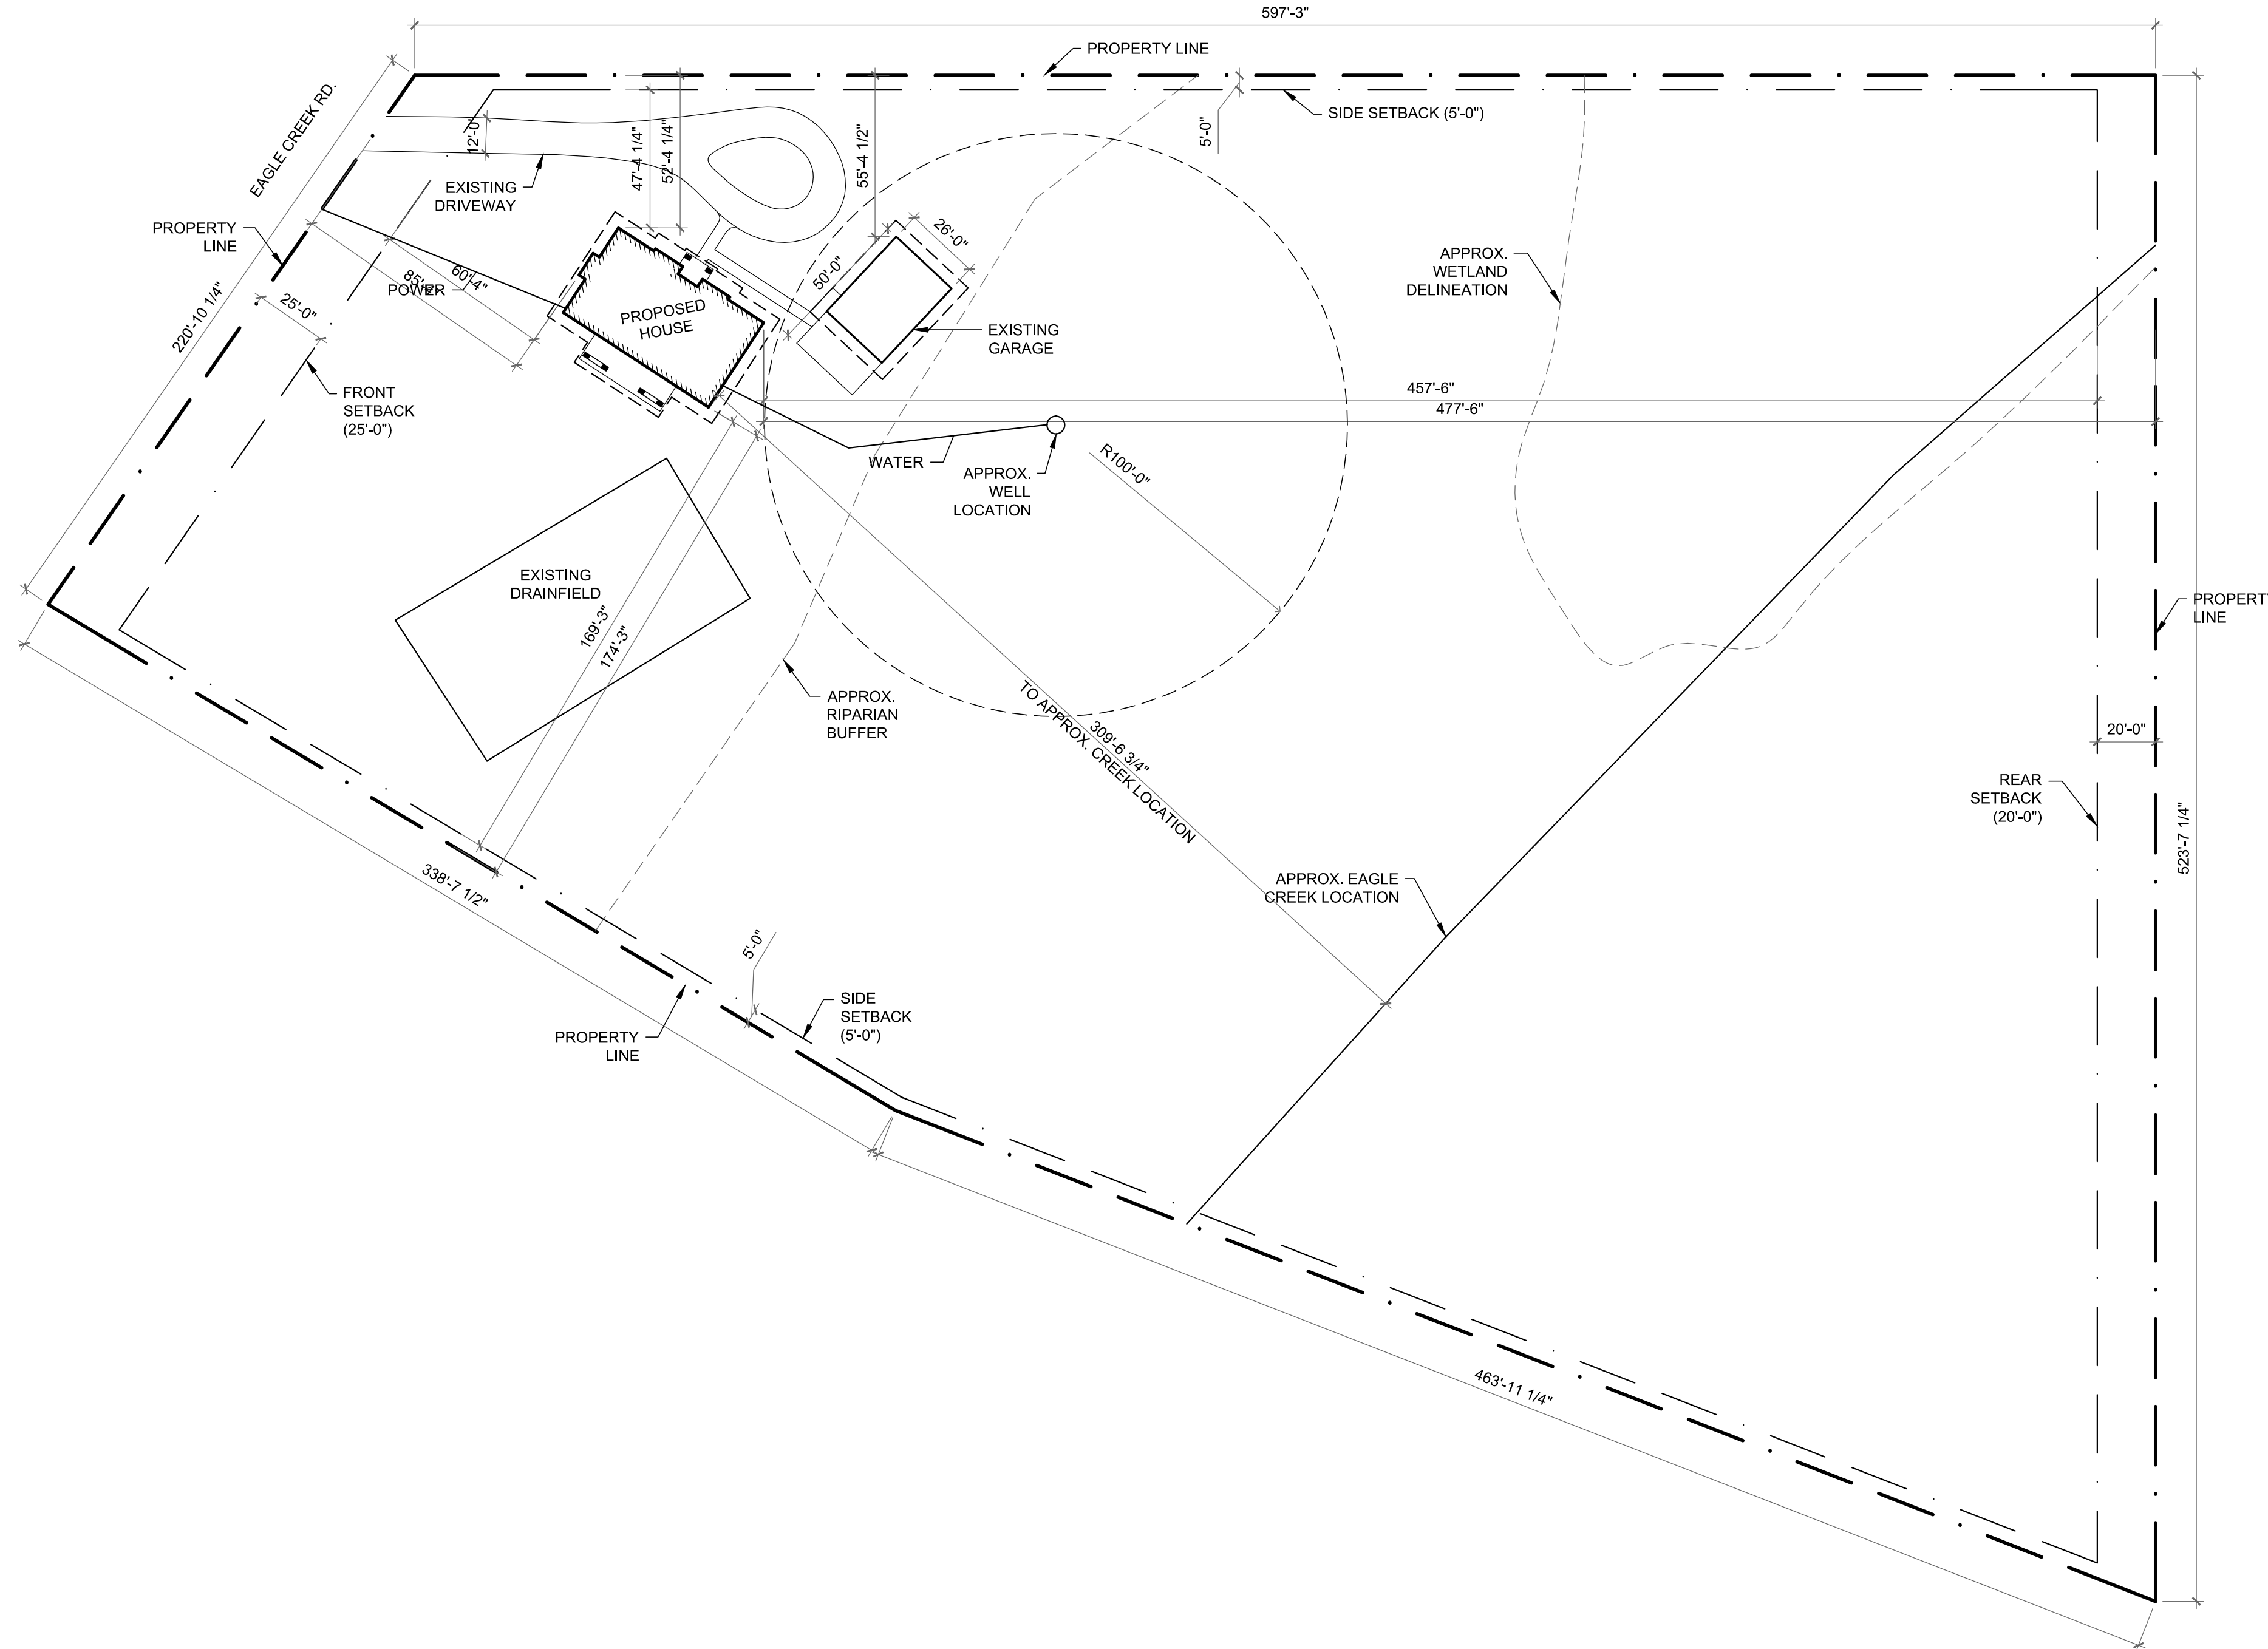 597'-3"
PROPERTY LINE
SIDE SETBACK (5'-0")
5'-0"
EAGLE CREEK RD.
12'-0"
47'-4 1/4"
52'-4 1/4"
55'-4 1/2"
EXISTING
DRIVEWAY
PROPERTY
LINE
26'-0"
50'-0"
APPROX.
WETLAND
DELINEATION
60'-4"
POWER
25'-0"
220'-10 1/4"
PROPOSED
HOUSE
EXISTING
GARAGE
FRONT
SETBACK
(25'-0")
457'-6"
477'-6"
WATER
APPROX.
WELL
LOCATION
R100'-0"
EXISTING
DRAINFIELD
169'-3"
174'-3"
PROPERTY
LINE
APPROX.
RIPARIAN
BUFFER
309'-6 3/4"
TO APPROX. CREEK LOCATION
20'-0"
REAR
SETBACK
(20'-0")
523'-7 1/4"
338'-7 1/2"
APPROX. EAGLE
CREEK LOCATION
5'-0"
SIDE
SETBACK
(5'-0")
PROPERTY
LINE
463'-11 1/4"